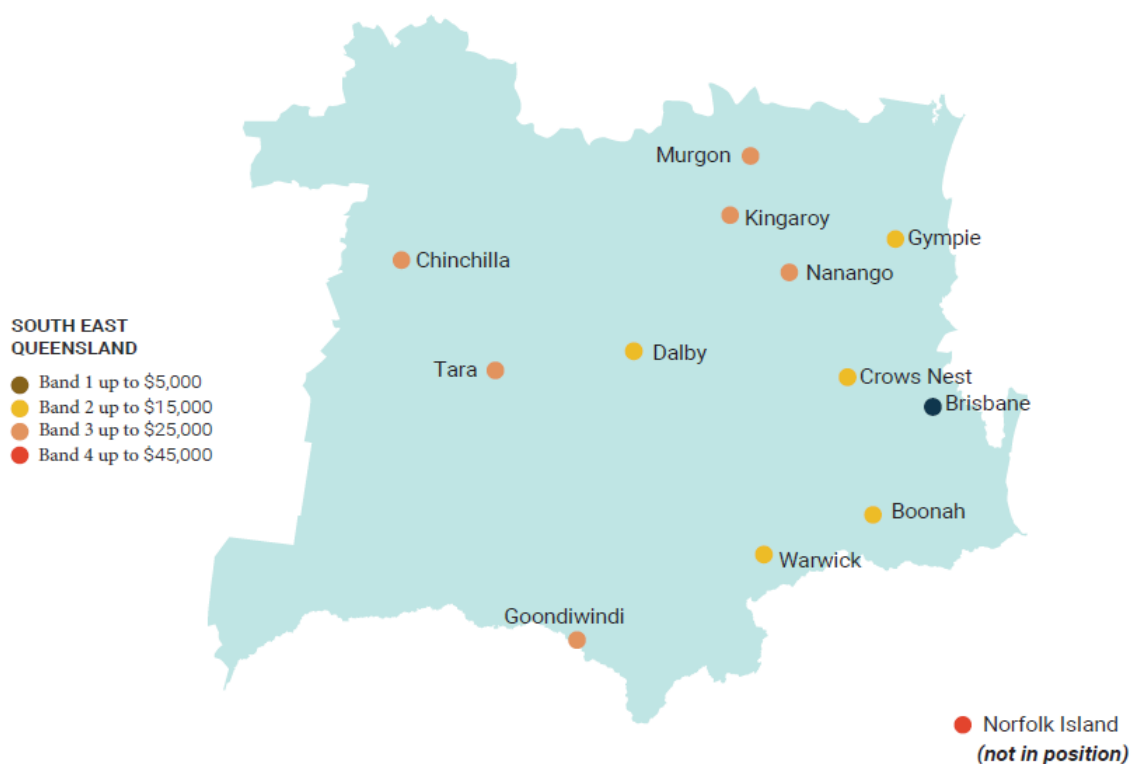 Murgon
Kingaroy
Gympie
Chinchilla
Nanango
SOUTH EAST
QUEENSLAND
Dalby
Tara
Crows Nest
Band 1 up to $5,000
Brisbane
Band 2 up to $15,000
Band 3 up to $25,000
Band 4 up to $45,000
Boonah
Warwick
Goondiwindi
Norfolk Island
(not in position)